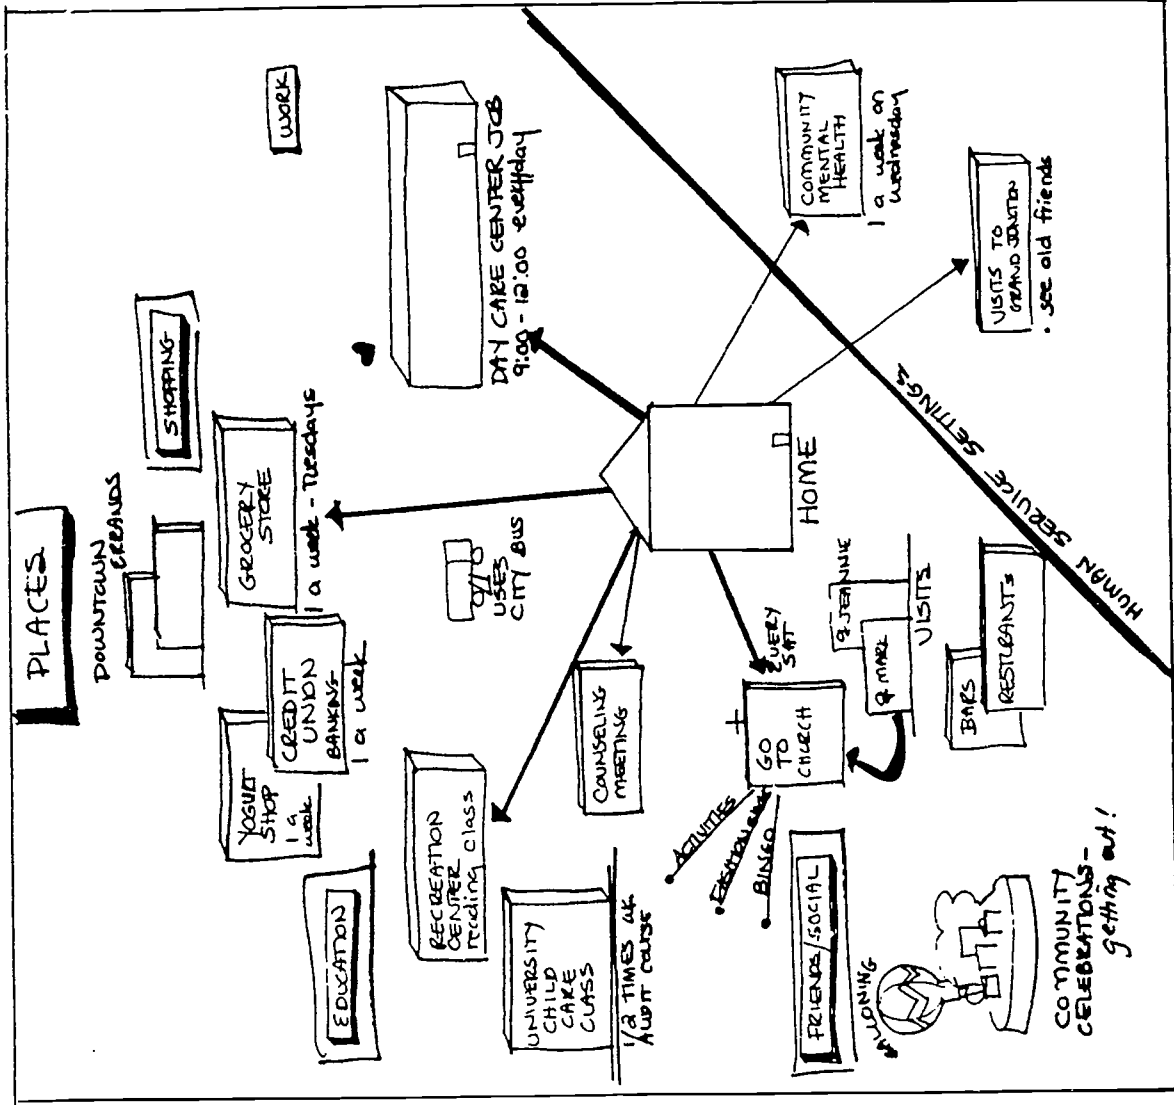 PLACES
DOWNTOWN
ERRANDS
SHOPPING
WORK
YOGURT
SHOP
1 a
week
CREDIT
UNION
BANKING
1 a week
GROCERY
STORE
1 a week - Tuesdays
EDUCATION
RECREATION
CENTER
reading class
USES
CITY BUS
DAY CARE CENTER JOB
9:00 - 12:00 everyday
UNIVERSITY
CHILD
CARE
CLASS
1/2 TIMES WK
AUDIT COURSE
COUNSELING
MEETING
HOME
• ACTIVITIES
BINGO
GO
TO
CHURCH
EVERY
SAT
COMMUNITY
MENTAL
HEALTH
1 a week on
wednesday
FRIENDS/SOCIAL
& MARK
& JEANNIE
VISITS
BALLOONING
BARS
RESTURANTS
HUMAN SERVICE SETTINGS
VISITS TO
GRAND JUNCTION
• see old friends
COMMUNITY
CELEBRATIONS-
getting out!